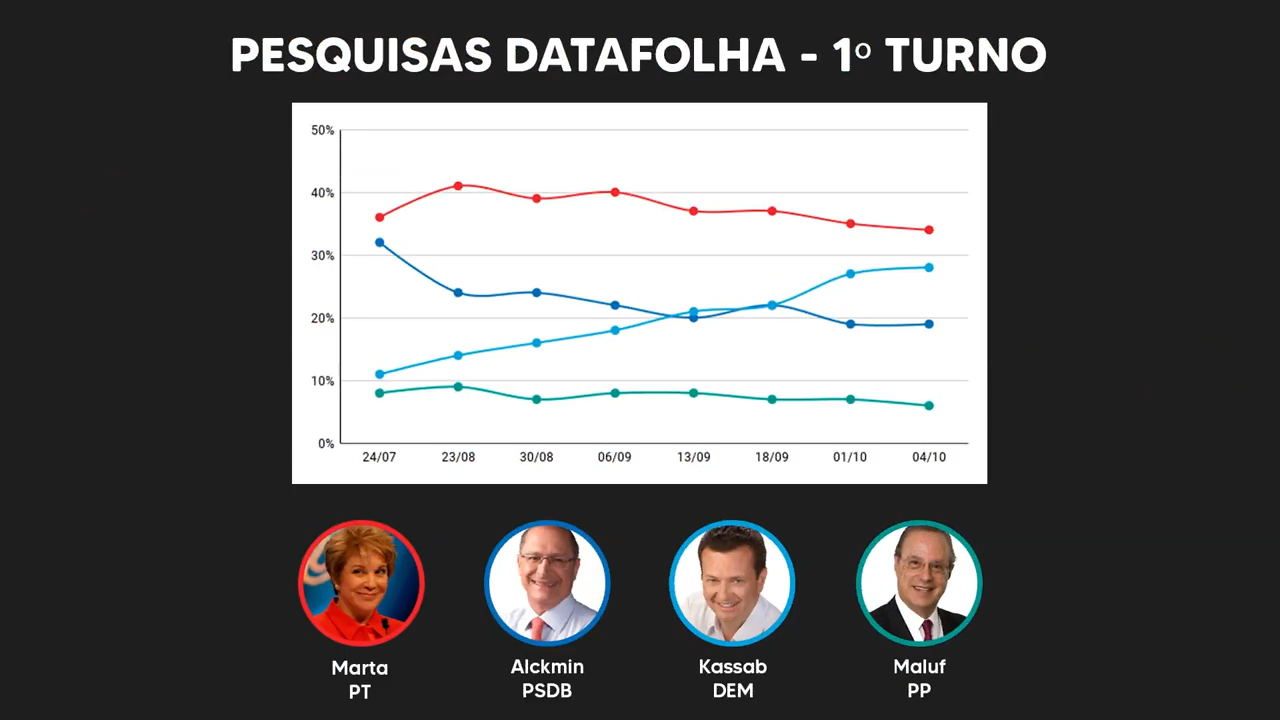 PESQUISAS DATAFOLHA - 1º TURNO
50%
40%
30%
20%
10%
0%
24/07 23/08 30/08 06/09 13/09 18/09 01/10 04/10
Marta Alckmin Kassab Maluf
PT PSDB DEM PP